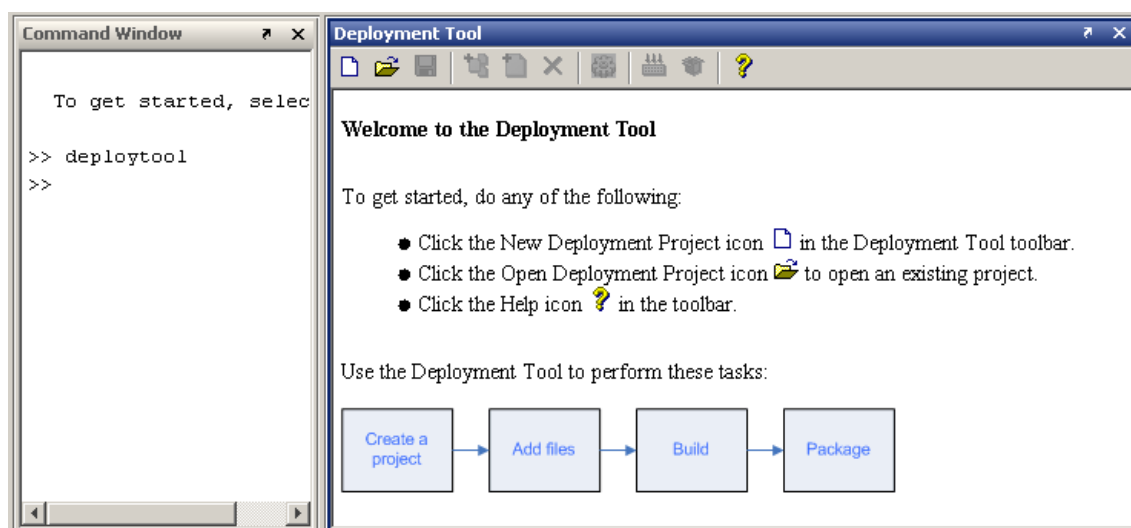 Command Window
To get started, selec
>> deploytool
>>
Deployment Tool
Welcome to the Deployment Tool
To get started, do any of the following:
Click the New Deployment Project icon in the Deployment Tool toolbar.
Click the Open Deployment Project icon to open an existing project.
Click the Help icon ? in the toolbar.
Use the Deployment Tool to perform these tasks:
Create a
project
Add files
Build
Package